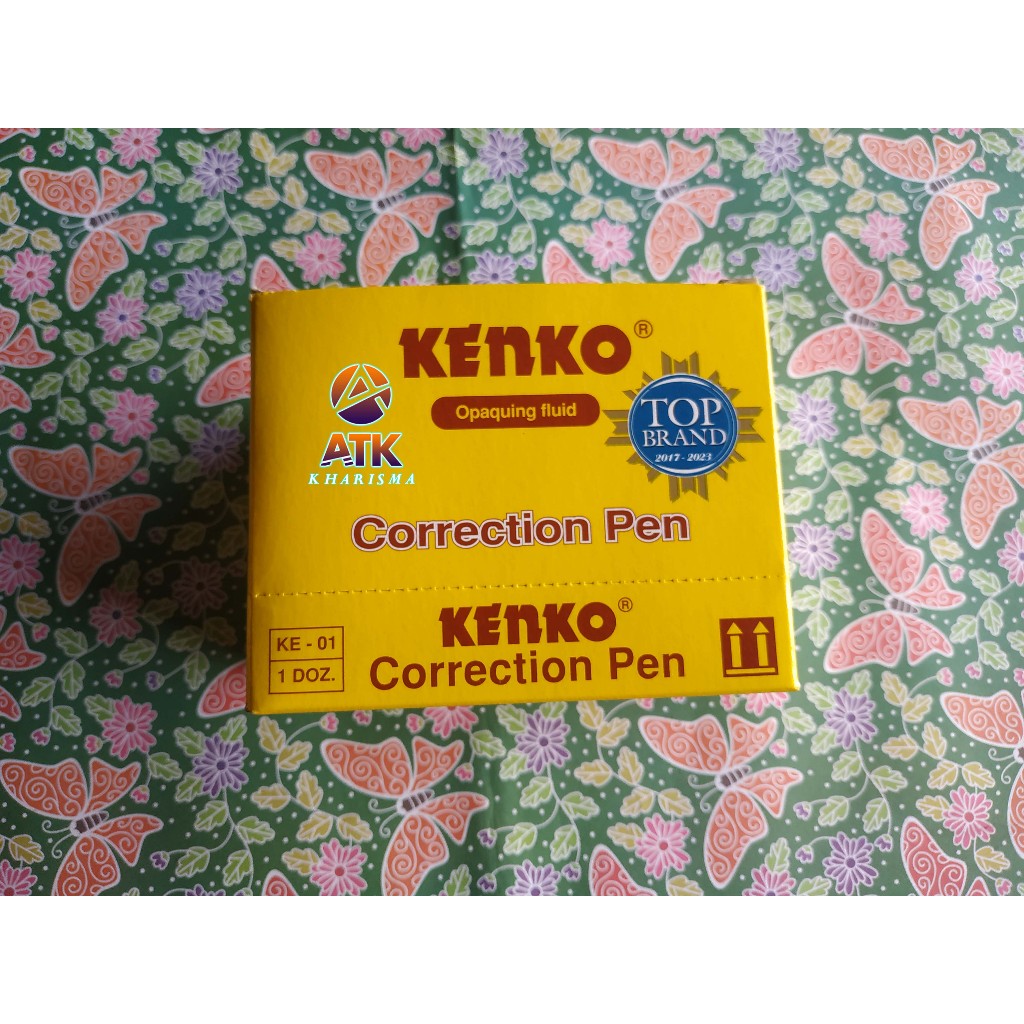 KENKO®
Opaquing fluid
ATK
KHARISMA
TOP
BRAND
2017 - 2023
Correction Pen
KENKO®
Correction Pen
KE - 01
1 DOZ.